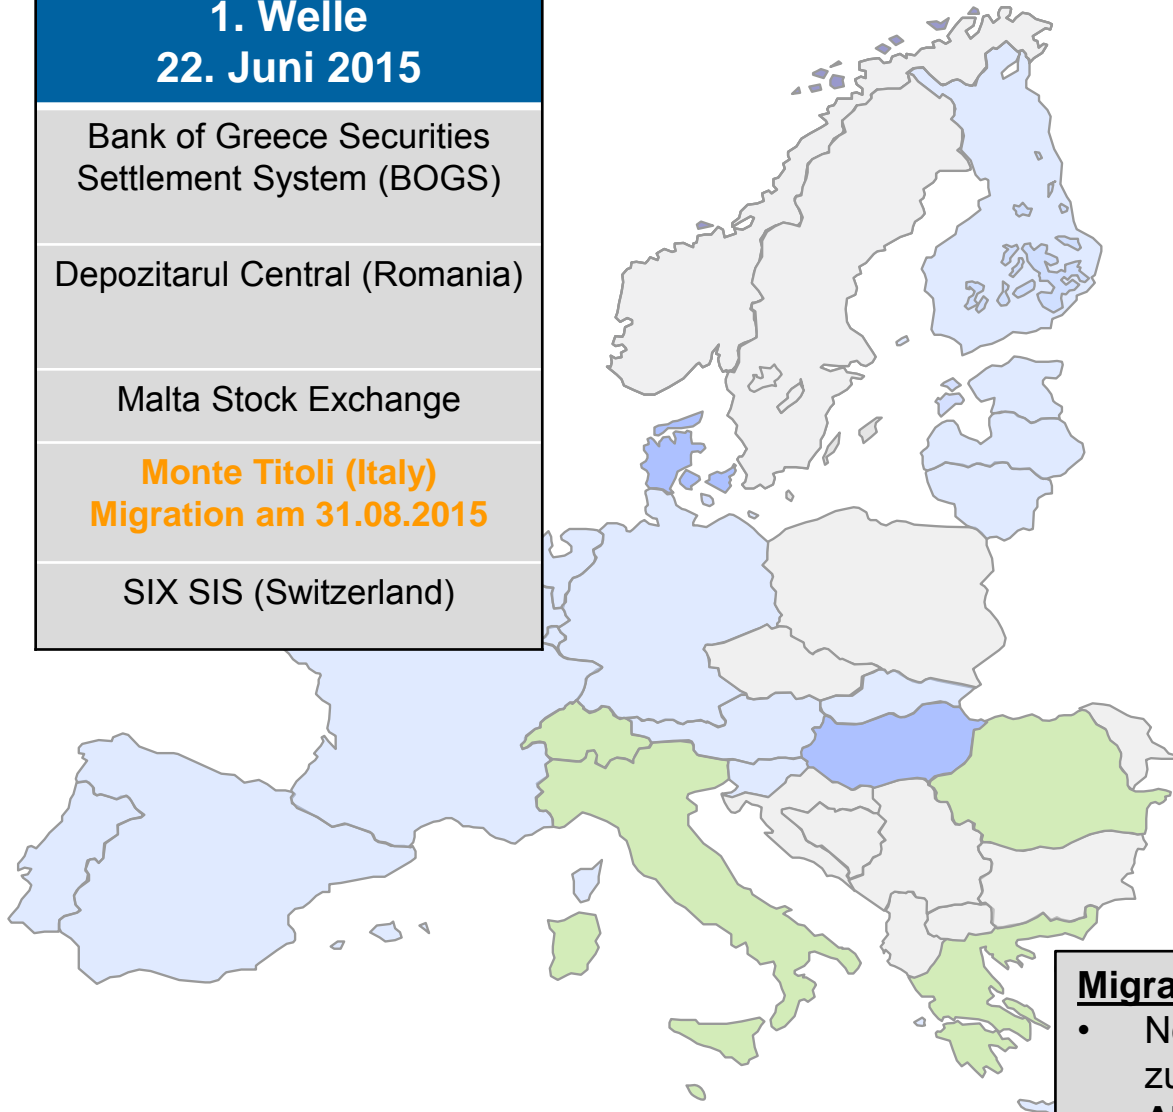 1. Welle
22. Juni 2015
Bank of Greece Securities
Settlement System (BOGS)
Depozitarul Central (Romania)
Malta Stock Exchange
Monte Titoli (Italy)
Migration am 31.08.2015
SIX SIS (Switzerland)
•